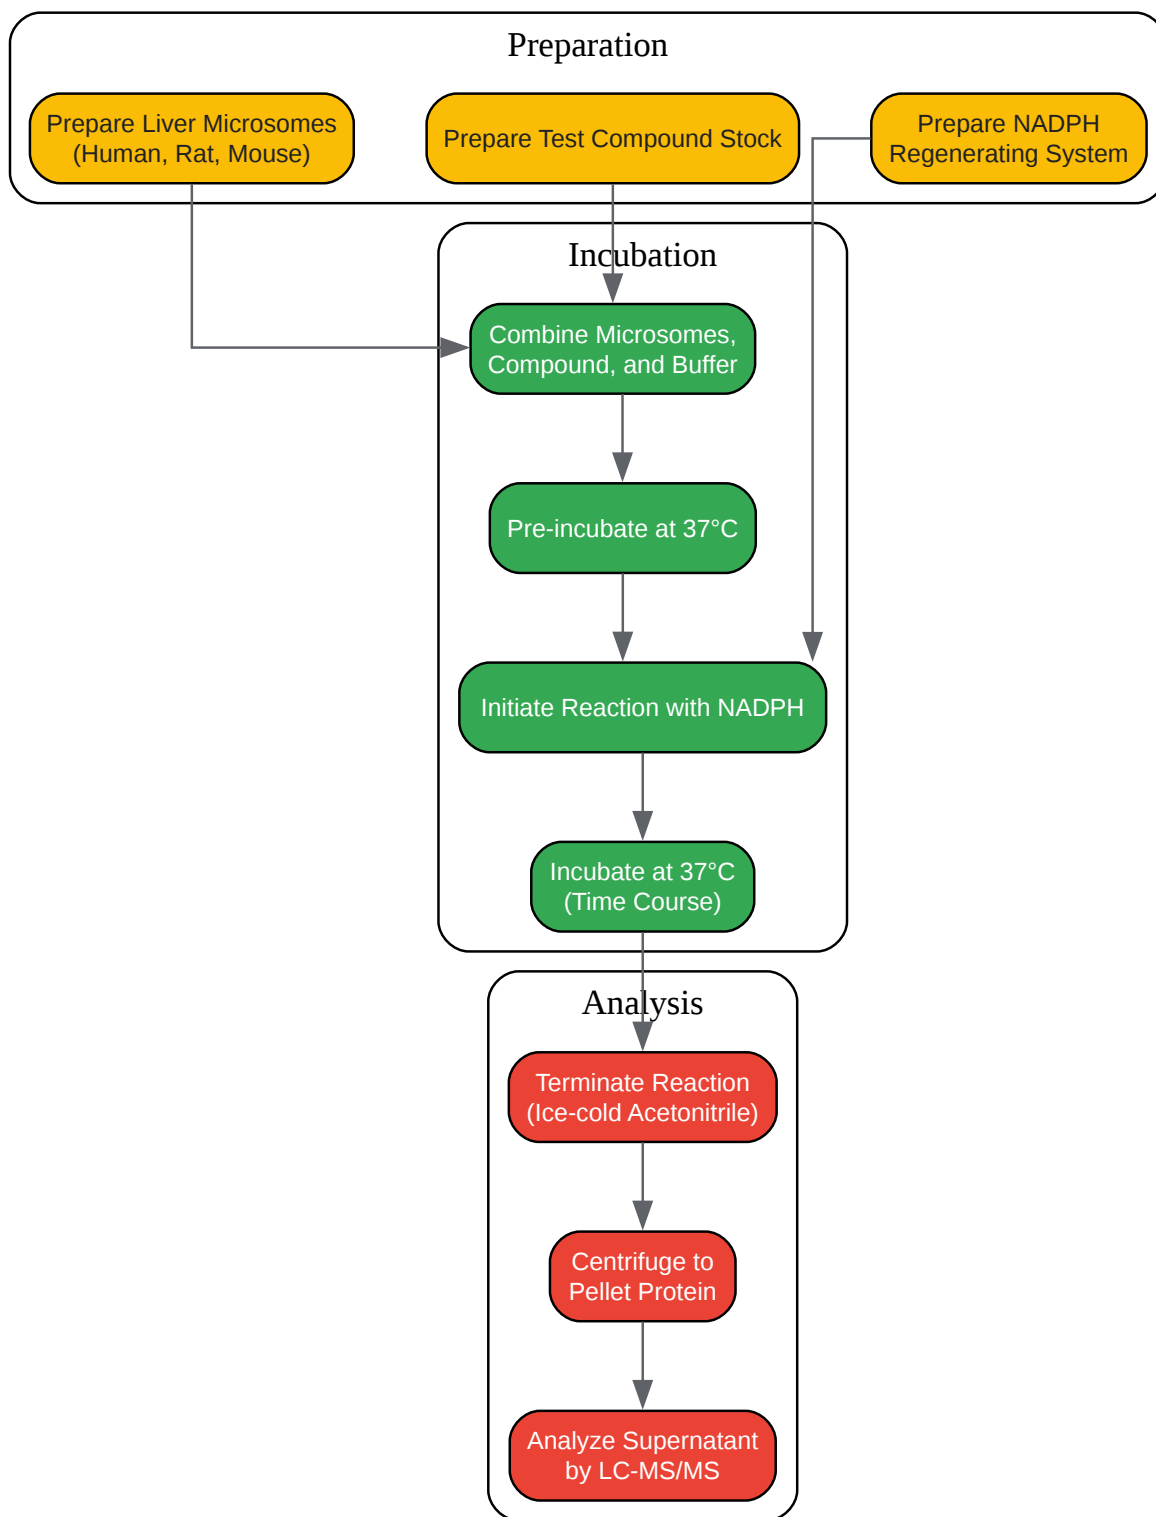 Preparation
Prepare Liver Microsomes
(Human, Rat, Mouse)
Prepare Test Compound Stock
Prepare NADPH
Regenerating System
Incubation
Combine Microsomes,
Compound, and Buffer
Pre-incubate at 37°C
Initiate Reaction with NADPH
Incubate at 37°C
(Time Course)
Analysis
Terminate Reaction
(Ice-cold Acetonitrile)
Centrifuge to
Pellet Protein
Analyze Supernatant
by LC-MS/MS